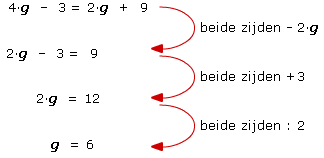 4·g - 3 = 2·g + 9
beide zijden - 2·g
2·g - 3 = 9
beide zijden + 3
2·g = 12
beide zijden : 2
g = 6